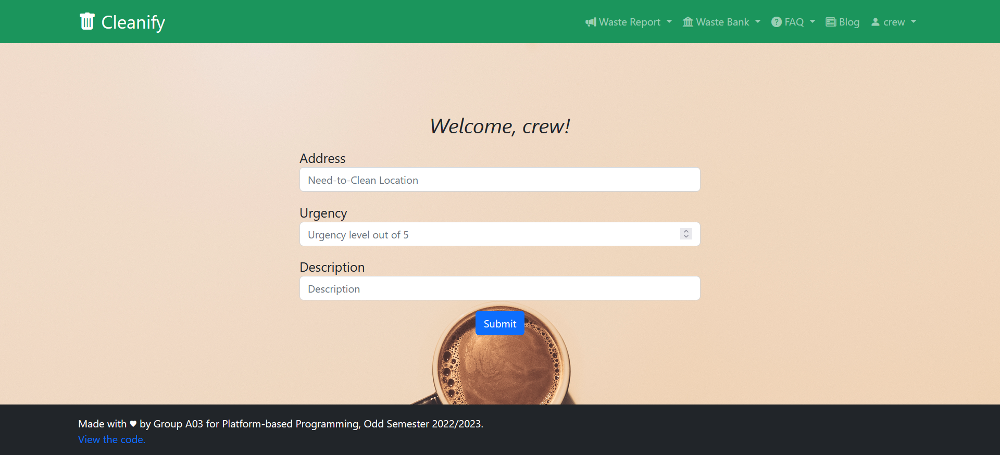 Cleanify
Waste Report
Waste Bank
? FAQ
Blog
crew
Welcome, crew!
Address
Need-to-Clean Location
Urgency
Urgency level out of 5
Description
Description
Submit
Made with ♥ by Group A03 for Platform-based Programming, Odd Semester 2022/2023.
View the code.